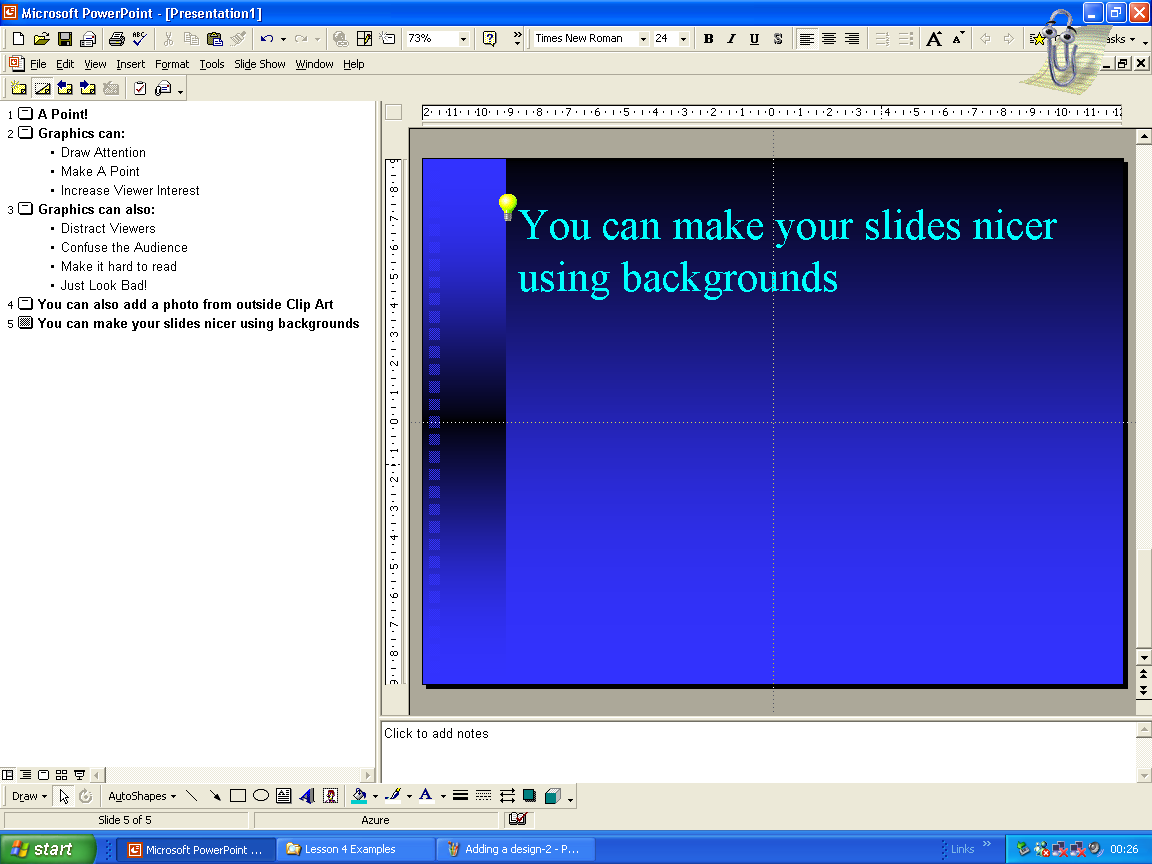 Microsoft PowerPoint - [Presentation1]
73%
Times New Roman
24
B I U S
A A
File Edit View Insert Format Tools Slide Show Window Help
1 A Point!
2 Graphics can:
• Draw Attention
• Make A Point
• Increase Viewer Interest
3 Graphics can also:
• Distract Viewers
• Confuse the Audience
• Make it hard to read
• Just Look Bad!
4 You can also add a photo from outside Clip Art
5 You can make your slides nicer using backgrounds
You can make your slides nicer
using backgrounds
Click to add notes
Draw AutoShapes
Slide 5 of 5
Azure
start
Microsoft PowerPoint ...
Lesson 4 Examples
Adding a design-2 - P...
Links
00:26